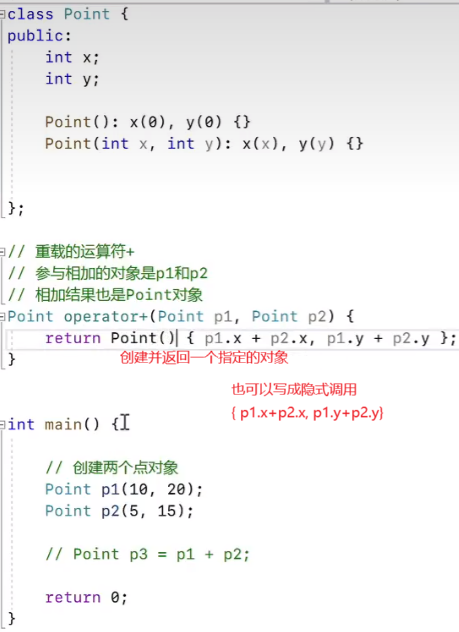 class Point {
public:
    int x;
    int y;
    Point(): x(0), y(0) {}
    Point(int x, int y): x(x), y(y) {}
};
// 重载的运算符+
// 参与相加的对象是p1和p2
// 相加结果也是Point对象
Point operator+(Point p1, Point p2) {
    return Point() { p1.x + p2.x, p1.y + p2.y };
}
创建并返回一个指定的对象
也可以写成隐式调用
{ p1.x+p2.x, p1.y+p2.y}
int main() {
    // 创建两个点对象
    Point p1(10, 20);
    Point p2(5, 15);
    // Point p3 = p1 + p2;
    return 0;
}